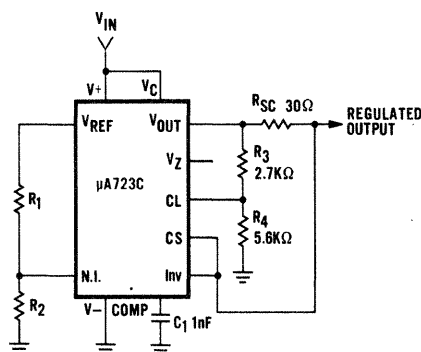 VIN
V+
VC
RSC 30Ω
REGULATED
OUTPUT
VREF
VOUT
R3
2.7KΩ
VZ
μA723C
R1
CL
R4
5.6KΩ
CS
N.I.
Inv
R2
V−
COMP
C1 1nF